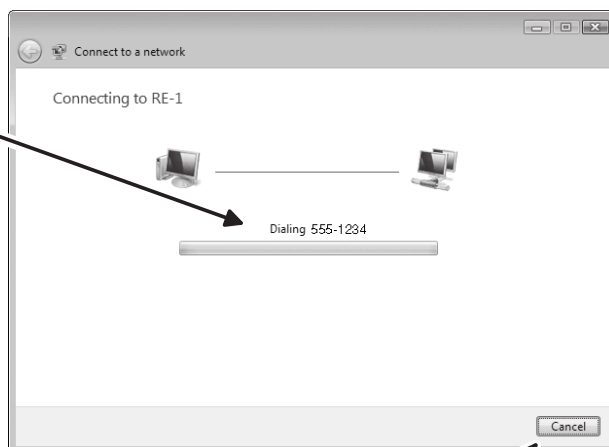 Connect to a network
Connecting to RE-1
Dialing 555-1234
Cancel